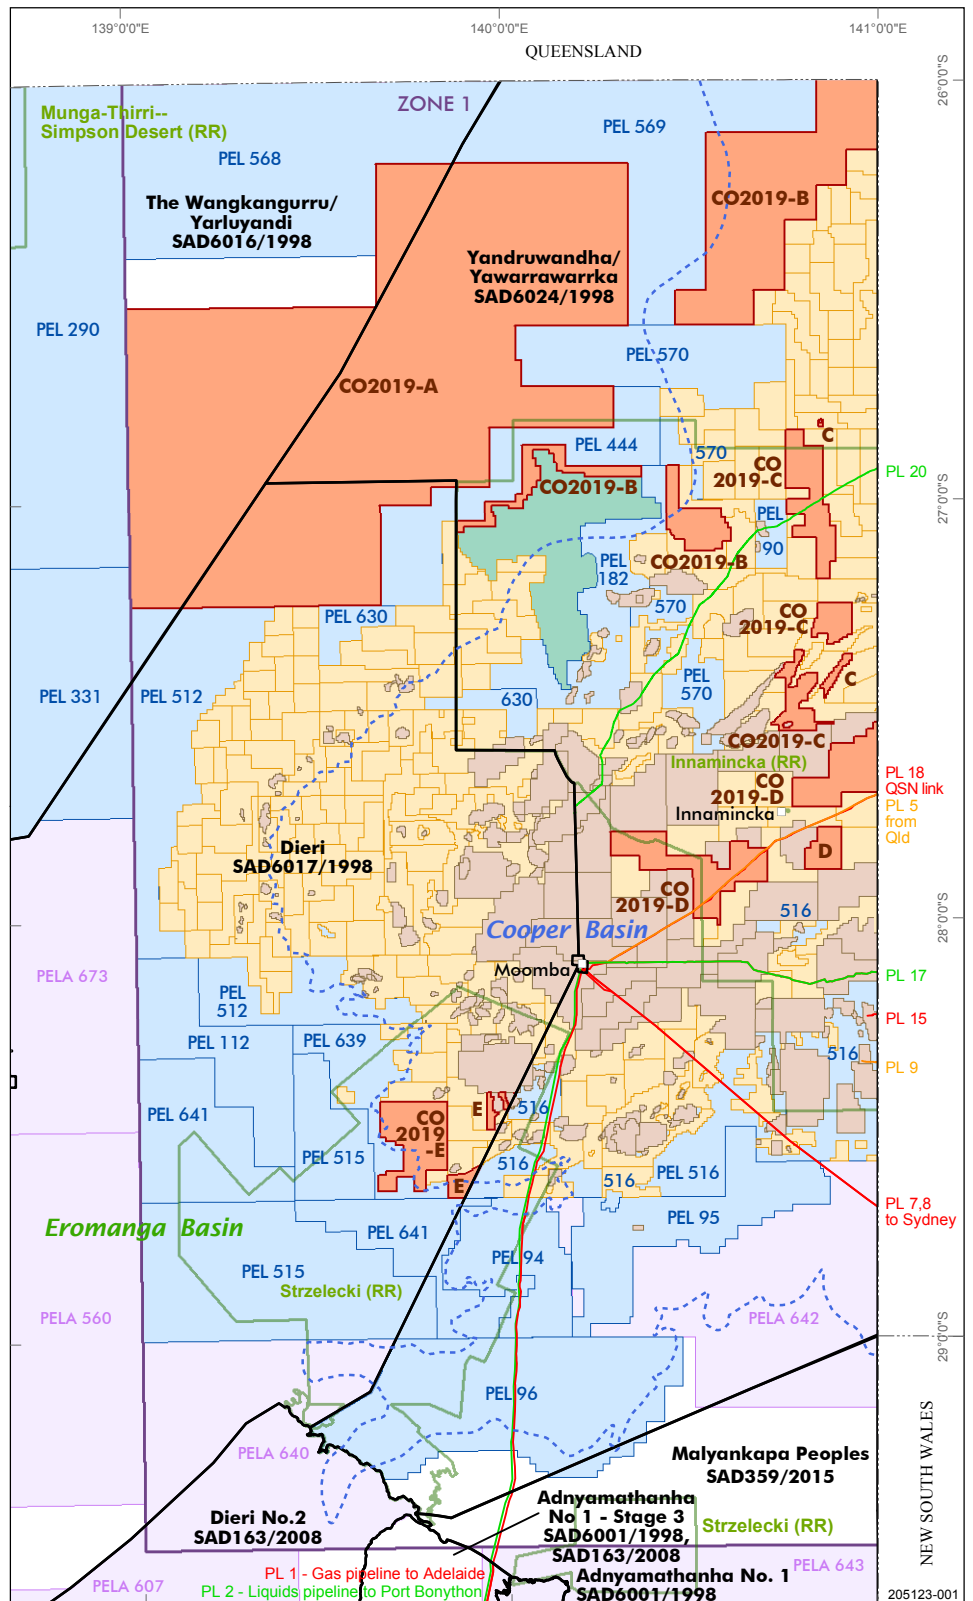 139°0'0"E
140°0'0"E
141°0'0"E
QUEENSLAND
26°0'0"S
ZONE 1
Munga-Thirri--
Simpson Desert (RR)
PEL 568
PEL 569
CO2019-B
The Wangkangurru/
Yarluyandi
SAD6016/1998
Yandruwandha/
Yawarrawarrka
SAD6024/1998
PEL 290
PEL 570
CO2019-A
C
PEL 444
570
CO
2019-C
PL 20
CO2019-B
27°0'0"S
PEL
90
CO2019-B
PEL
182
570
PEL 630
CO
2019-C
PEL 331
PEL 512
630
PEL
570
C
CO2019-C
Innamincka (RR)
PL 18
QSN link
CO
2019-D
PL 5
from
Qld
Innamincka
Dieri
SAD6017/1998
D
CO
2019-D
516
28°0'0"S
Cooper Basin
Moomba
PELA 673
PL 17
PEL
512
PL 15
PEL 112
PEL 639
516
PL 9
PEL 641
E
516
CO
2019
-E
PEL 515
516
PEL 516
E
516
PL 7,8
to Sydney
Eromanga Basin
PEL 641
PEL 95
PEL 94
PEL 515
Strzelecki (RR)
PELA 560
PELA 642
29°0'0"S
PEL 96
PELA 640
Malyankapa Peoples
SAD359/2015
NEW SOUTH WALES
Dieri No.2
SAD163/2008
Adnyamathanha
No 1 - Stage 3
SAD6001/1998,
SAD163/2008
Strzelecki (RR)
PELA 643
PL 1 - Gas pipeline to Adelaide
PELA 607
PL 2 - Liquids pipeline to Port Bonython
Adnyamathanha No. 1
SAD6001/1998
205123-001